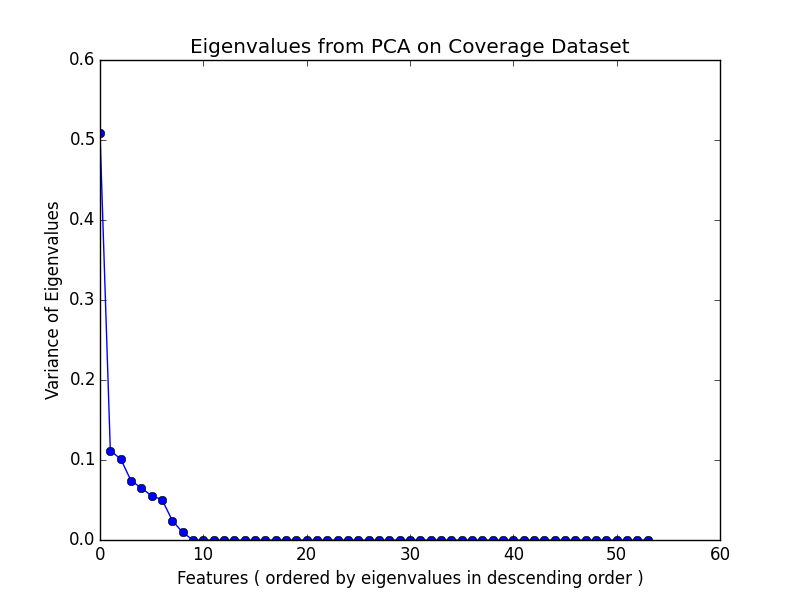 Eigenvalues from PCA on Coverage Dataset
0.6
0.5
0.4
0.3
0.2
0.1
0.0
Variance of Eigenvalues
0 10 20 30 40 50 60
Features ( ordered by eigenvalues in descending order )